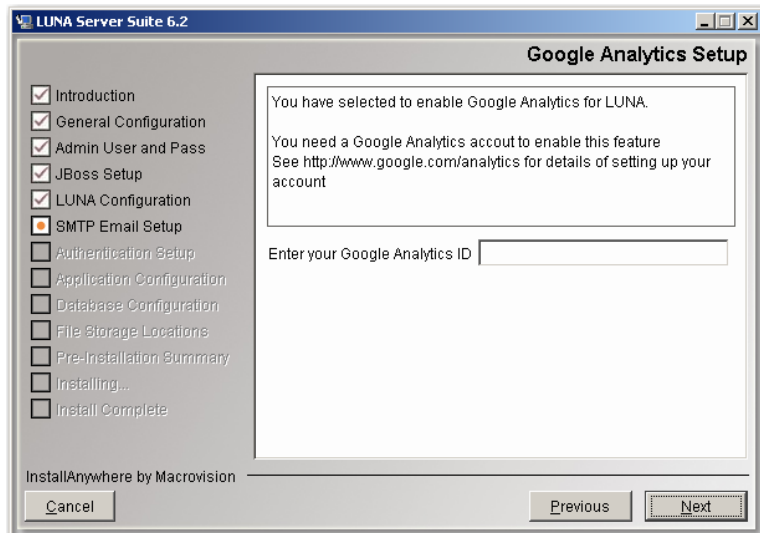 LUNA Server Suite 6.2
Google Analytics Setup
Introduction
General Configuration
Admin User and Pass
JBoss Setup
LUNA Configuration
SMTP Email Setup
Authentication Setup
Application Configuration
Database Configuration
File Storage Locations
Pre-Installation Summary
Installing...
Install Complete
You have selected to enable Google Analytics for LUNA.
You need a Google Analytics accout to enable this feature
See http://www.google.com/analytics for details of setting up your
account
Enter your Google Analytics ID
InstallAnywhere by Macrovision
Cancel
Previous
Next